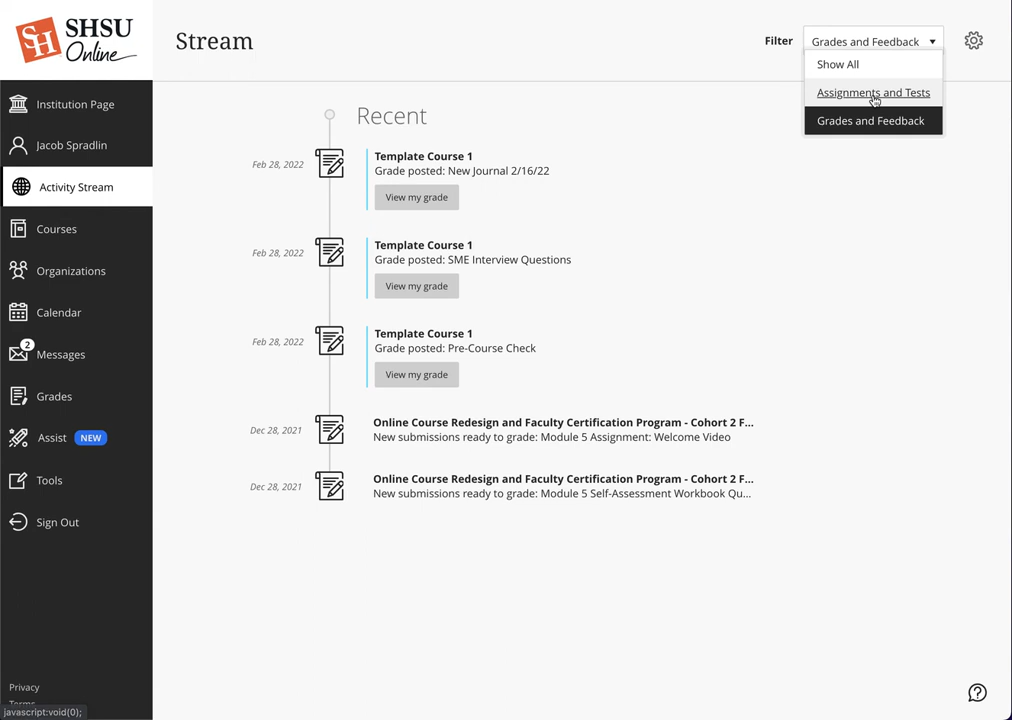 SHSU
Online
SH
Stream
Filter
Grades and Feedback
Show All
Assignments and Tests
Grades and Feedback
Institution Page
Jacob Spradlin
Activity Stream
Courses
Organizations
Calendar
2
Messages
Grades
Assist NEW
Tools
Sign Out
Privacy
Terms
javascript:void(0);
Recent
Feb 28, 2022
Template Course 1
Grade posted: New Journal 2/16/22
View my grade
Feb 28, 2022
Template Course 1
Grade posted: SME Interview Questions
View my grade
Feb 28, 2022
Template Course 1
Grade posted: Pre-Course Check
View my grade
Dec 28, 2021
Online Course Redesign and Faculty Certification Program - Cohort 2 F...
New submissions ready to grade: Module 5 Assignment: Welcome Video
Dec 28, 2021
Online Course Redesign and Faculty Certification Program - Cohort 2 F...
New submissions ready to grade: Module 5 Self-Assessment Workbook Qu...